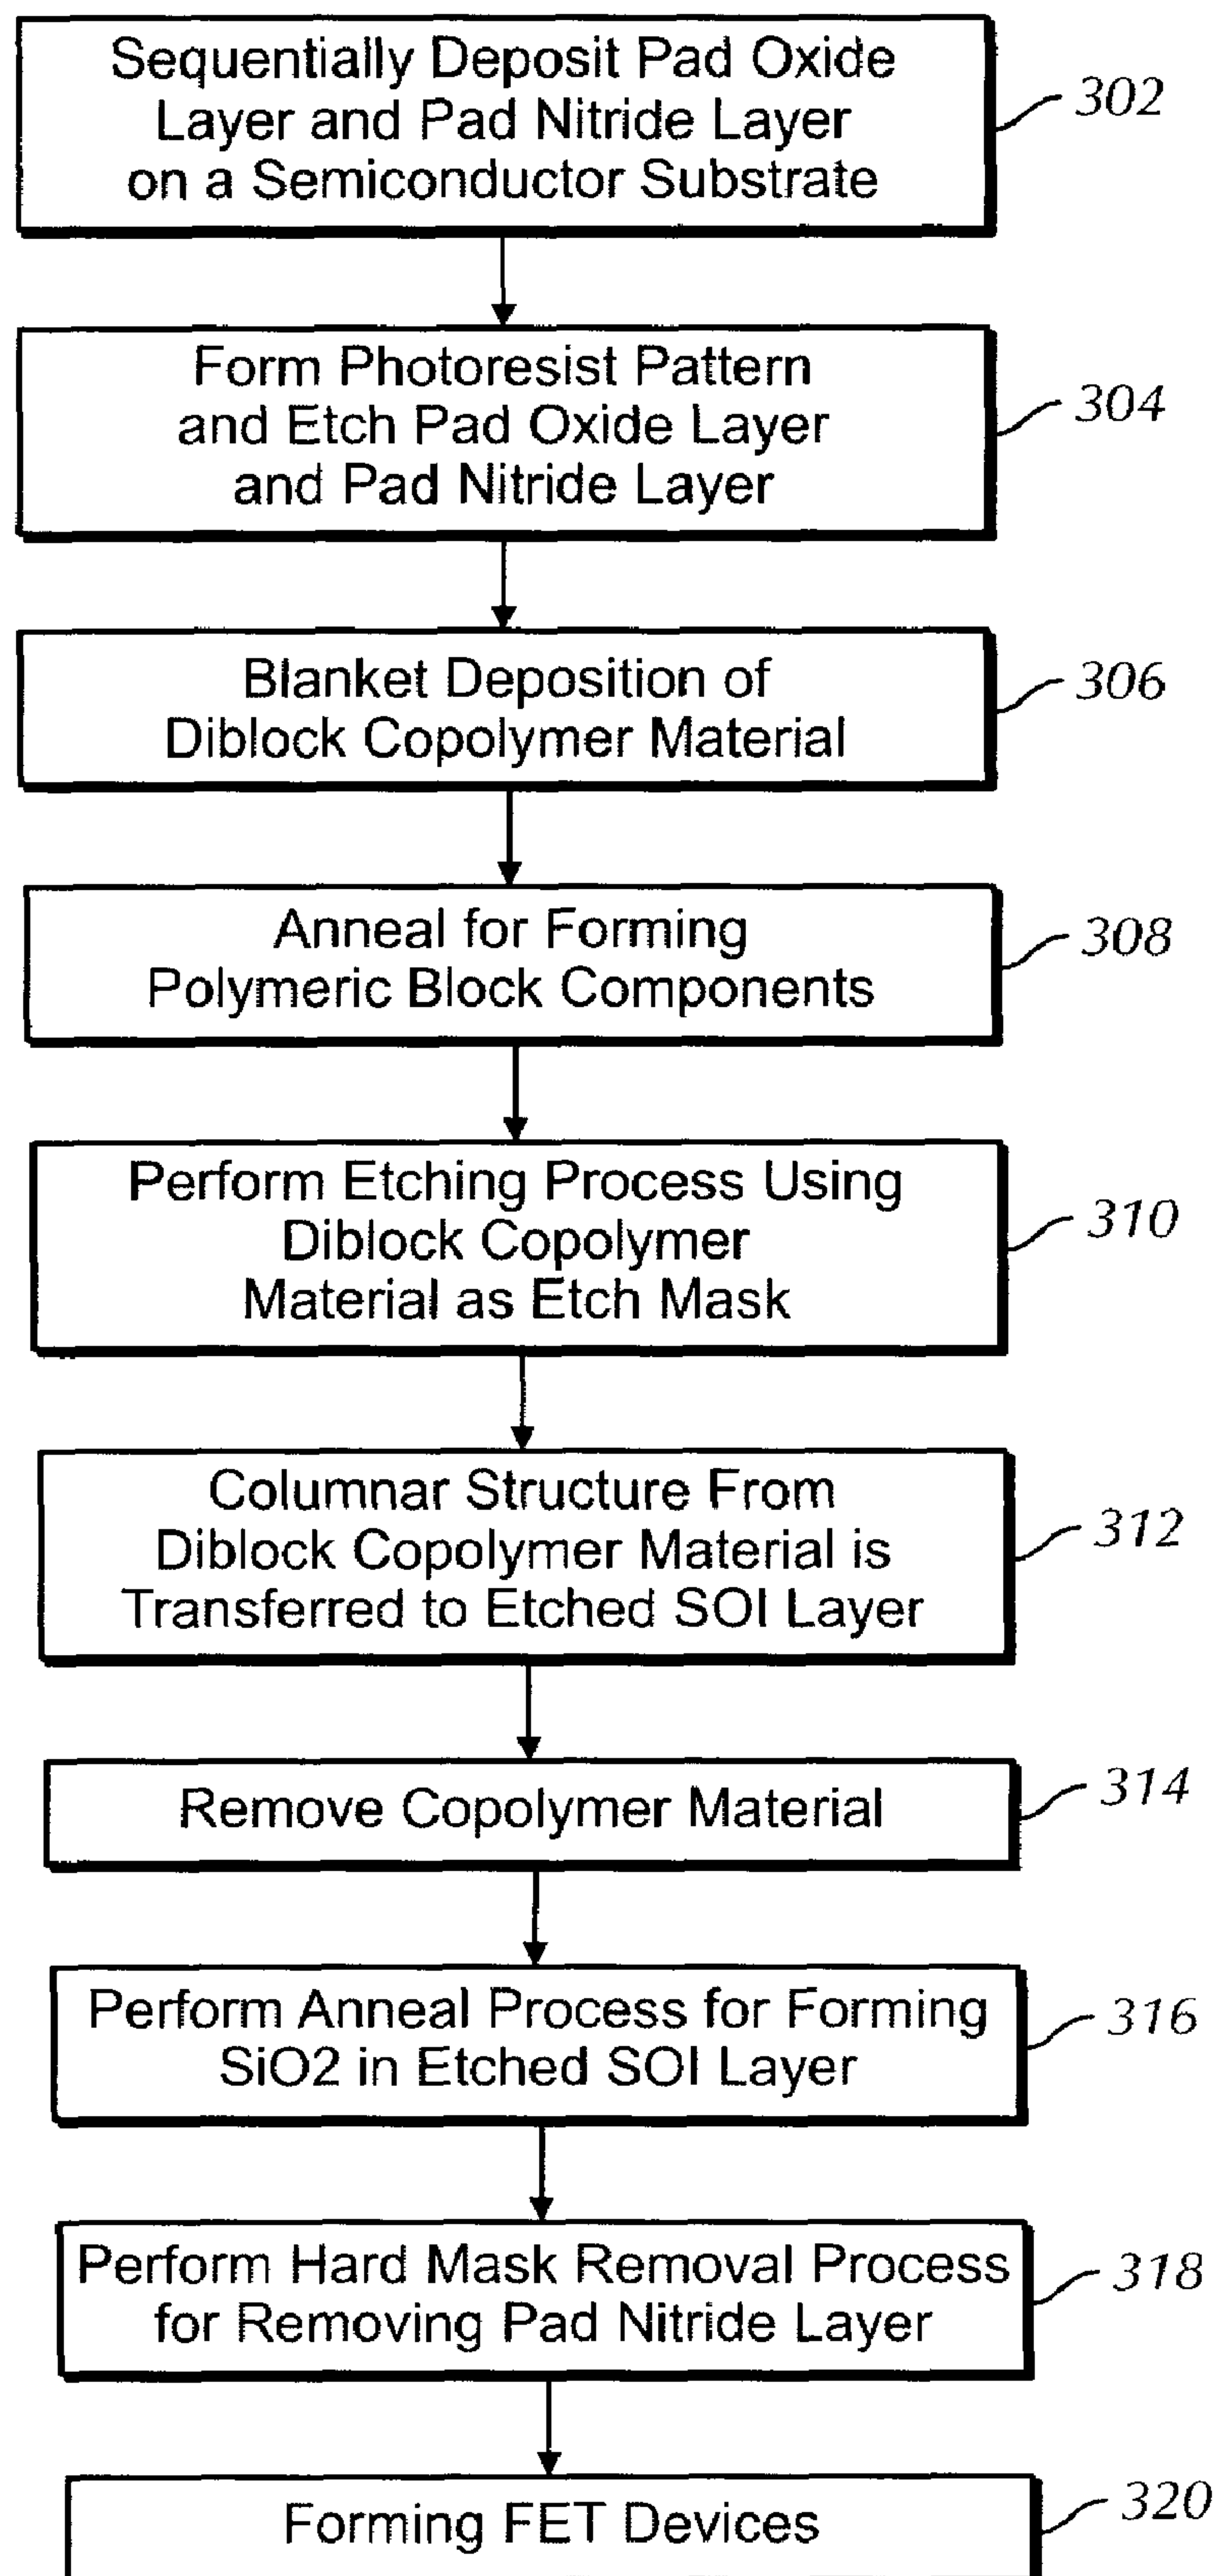 Sequentially Deposit Pad Oxide
Layer and Pad Nitride Layer
on a Semiconductor Substrate
302
Form Photoresist Pattern
and Etch Pad Oxide Layer
and Pad Nitride Layer
304
Blanket Deposition of
Diblock Copolymer Material
306
Anneal for Forming
Polymeric Block Components
308
Perform Etching Process Using
Diblock Copolymer
Material as Etch Mask
310
Columnar Structure From
Diblock Copolymer Material is
Transferred to Etched SOI Layer
312
Remove Copolymer Material
314
Perform Anneal Process for Forming
SiO2 in Etched SOI Layer
316
Perform Hard Mask Removal Process
for Removing Pad Nitride Layer
318
Forming FET Devices
320